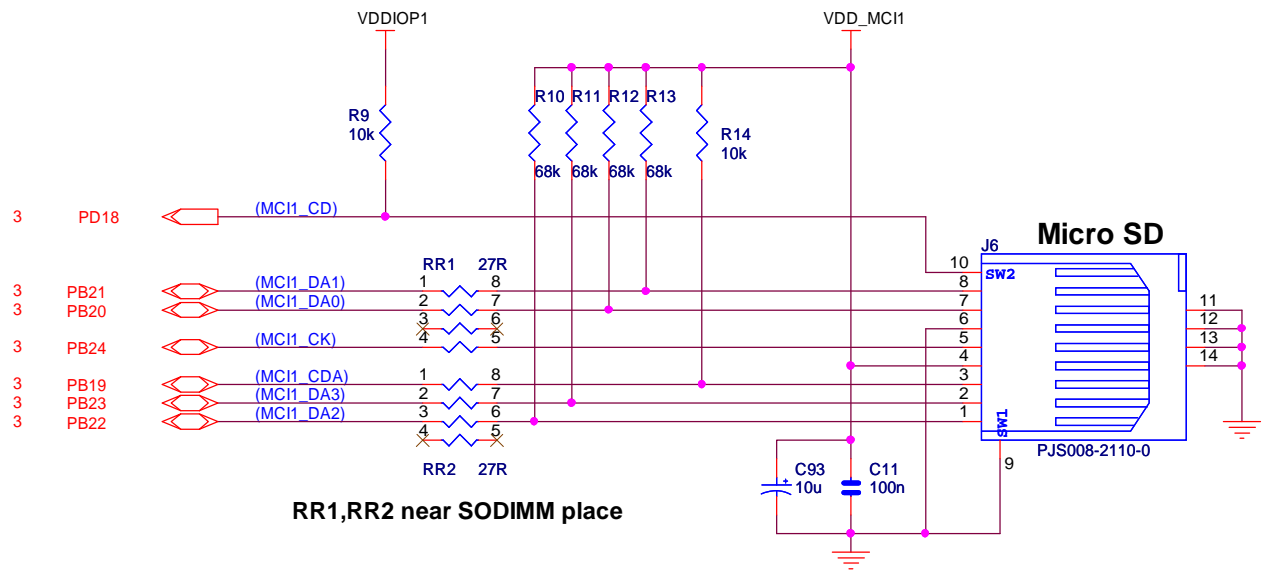 VDDIOP1
VDD_MCI1
R10 R11 R12 R13
R9
10k
R14
10k
68k 68k 68k 68k
3 PD18 (MCI1_CD)
Micro SD
J6
RR1 27R
10
SW2
3 PB21 (MCI1_DA1) 1 8 8
3 PB20 (MCI1_DA0) 2 7 7
3 6 6
3 PB24 (MCI1_CK) 4 5 5
4
3 PB19 (MCI1_CDA) 1 8 3
3 PB23 (MCI1_DA3) 2 7 2
3 PB22 (MCI1_DA2) 3 6 1
4 5
11
12
13
14
SW1
9
PJS008-2110-0
RR2 27R
C93
10u
C11
100n
RR1,RR2 near SODIMM place